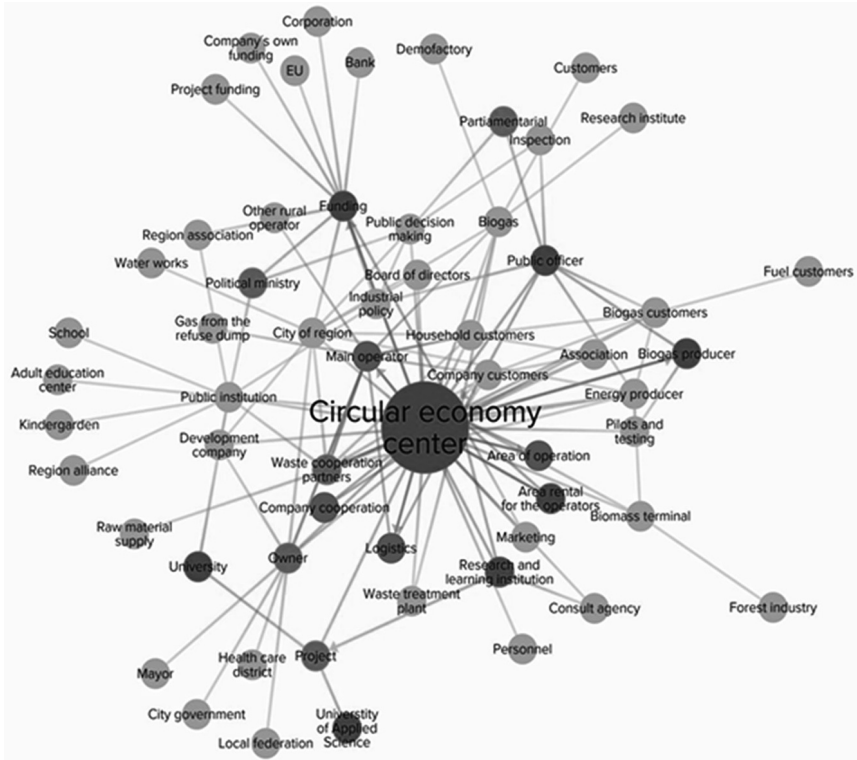 Corporation
Company's own
funding
EU
Bank
Demofactory
Customers
Project funding
Partiamentarial
Inspection
Research institute
Funding
Other rural
operator
Region association
Public decision
making
Biogas
Water works
Political ministry
Board of directors
Public officer
Fuel customers
Industrial
policy
Gas from the
refuse dump
City of region
Household customers
Biogas customers
School
Main operator
Association
Biogas producer
Adult education
center
Company customers
Public institution
Energy producer
Circular economy
center
Kindergarden
Pilots and
testing
Development
company
Region alliance
Waste cooperation
partners
Area of operation
Company cooperation
Area rental
for the operators
Biomass terminal
Raw material
supply
Marketing
University
Owner
Logistics
Research and
learning institution
Waste treatment
plant
Consult agency
Forest industry
Personnel
Mayor
Health care
district
Project
City government
Universtity
of Applied
Science
Local federation